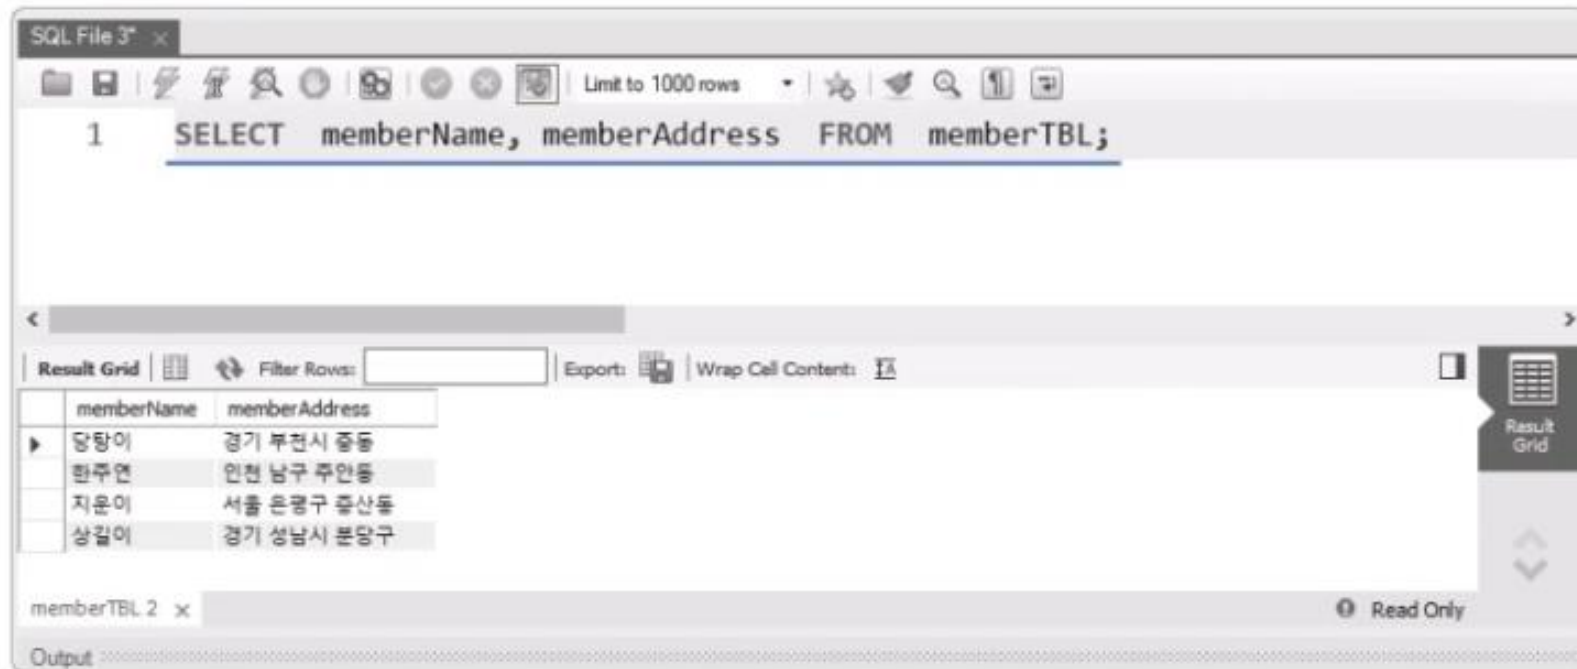 SQL File 3*
Limit to 1000 rows
1 SELECT memberName, memberAddress FROM memberTBL;
Result Grid Filter Rows: Export: Wrap Cell Content:
memberName memberAddress
당탕이 경기 부천시 중동
한주연 인천 남구 주안동
지운이 서울 은평구 증산동
상길이 경기 성남시 분당구
Result
Grid
memberTBL 2
Read Only
Output